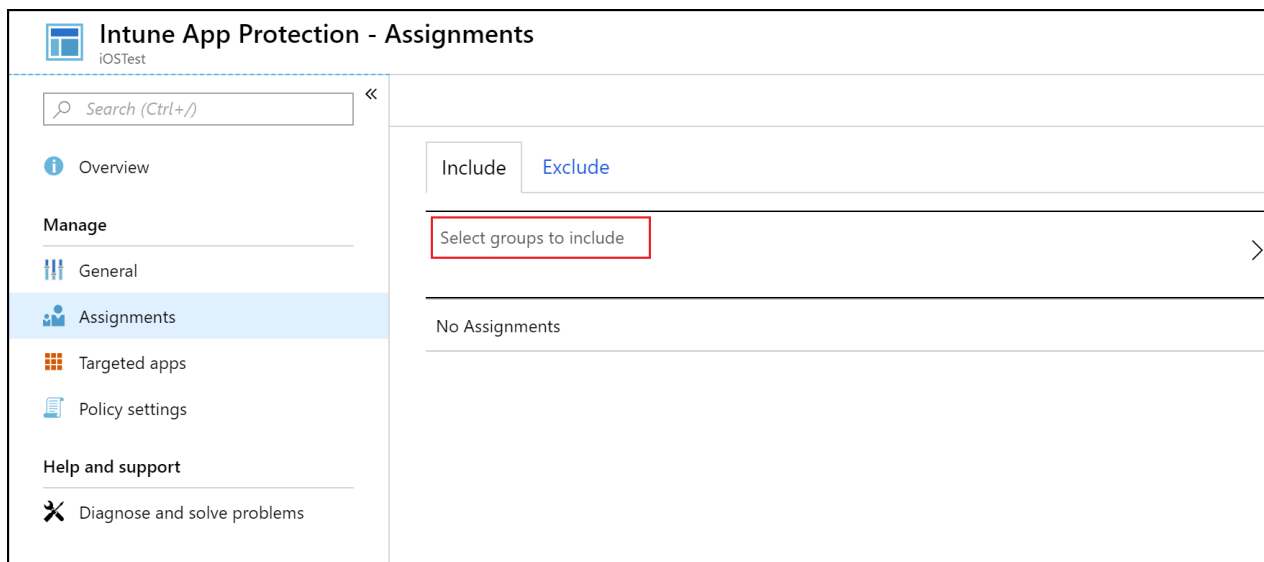 Intune App Protection - Assignments
iOSTest
Search (Ctrl+/)
«
Overview
Manage
General
Assignments
Targeted apps
Policy settings
Help and support
Diagnose and solve problems
Include
Exclude
Select groups to include
No Assignments